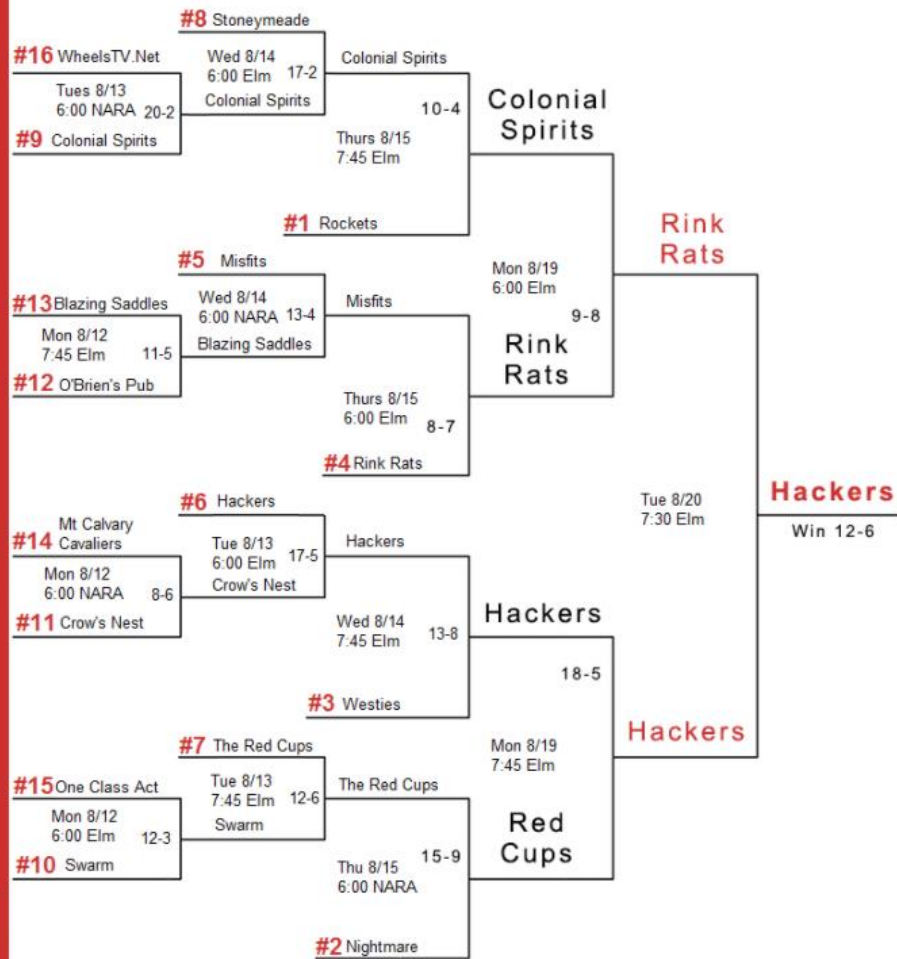 #8 Stoneymeade
#16 WheelsTV.Net
Wed 8/14
6:00 Elm 17-2
Colonial Spirits
Tues 8/13
6:00 NARA 20-2
Colonial Spirits
#9 Colonial Spirits
10-4
Thurs 8/15
7:45 Elm
Colonial
Spirits
#1 Rockets
#5 Misfits
#13 Blazing Saddles
Wed 8/14
6:00 NARA 13-4
Misfits
Mon 8/12
7:45 Elm 11-5
Blazing Saddles
#12 O'Brien's Pub
Thurs 8/15
6:00 Elm 8-7
#4 Rink Rats
Mon 8/19
6:00 Elm
9-8
Rink
Rats
Rink
Rats
#6 Hackers
#14 Mt Calvary
Cavaliers
Tue 8/13
6:00 Elm 17-5
Hackers
Mon 8/12
6:00 NARA 8-6
Crow's Nest
#11 Crow's Nest
Wed 8/14
7:45 Elm 13-8
Hackers
#3 Westies
#7 The Red Cups
#15 One Class Act
Tue 8/13
7:45 Elm 12-6
The Red Cups
Mon 8/12
6:00 Elm 12-3
Swarm
#10 Swarm
Thu 8/15
6:00 NARA
15-9
#2 Nightmare
18-5
Mon 8/19
7:45 Elm
Red
Cups
Hackers
Tue 8/20
7:30 Elm
Hackers
Win 12-6